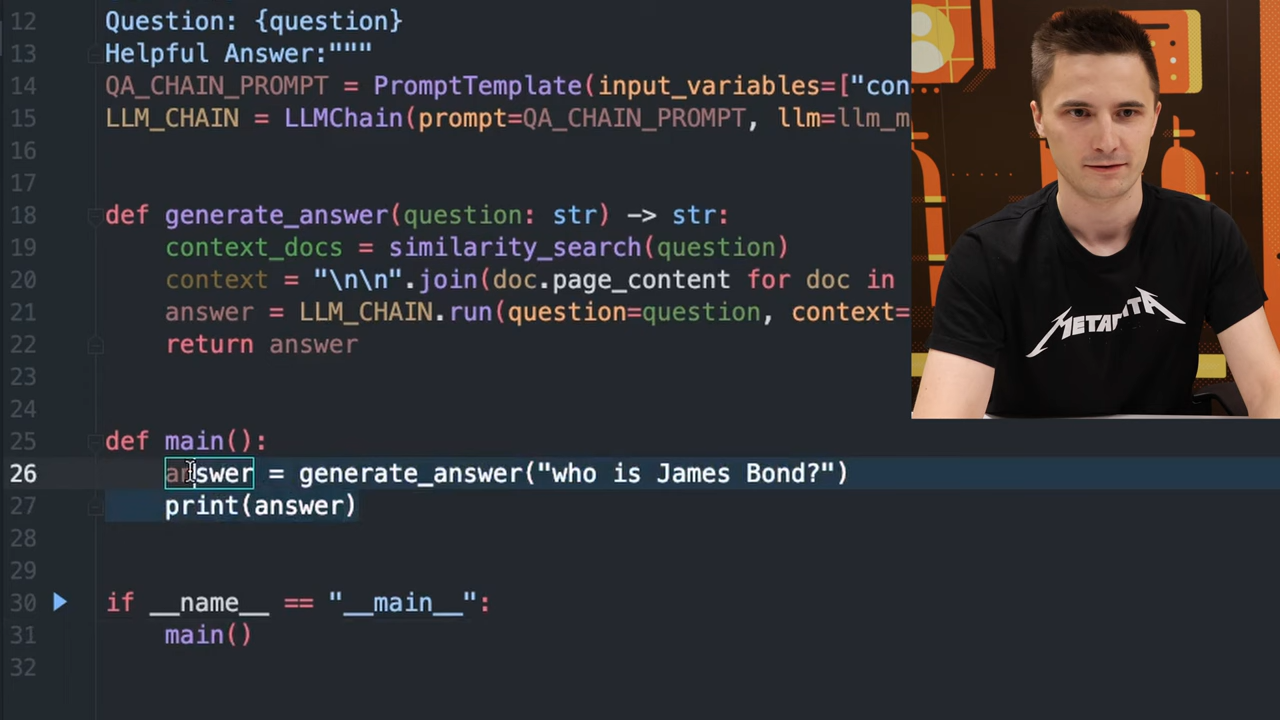 12 Question: {question}
13 Helpful Answer:"""
14 QA_CHAIN_PROMPT = PromptTemplate(input_variables=["con
15 LLM_CHAIN = LLMChain(prompt=QA_CHAIN_PROMPT, llm=llm_m
16
17
18 def generate_answer(question: str) -> str:
19 context_docs = similarity_search(question)
20 context = "\n\n".join(doc.page_content for doc in
21 answer = LLM_CHAIN.run(question=question, context=
22 return answer
23
24
25 def main():
26 answer = generate_answer("who is James Bond?")
27 print(answer)
28
29
30 if __name__ == "__main__":
31 main()
32